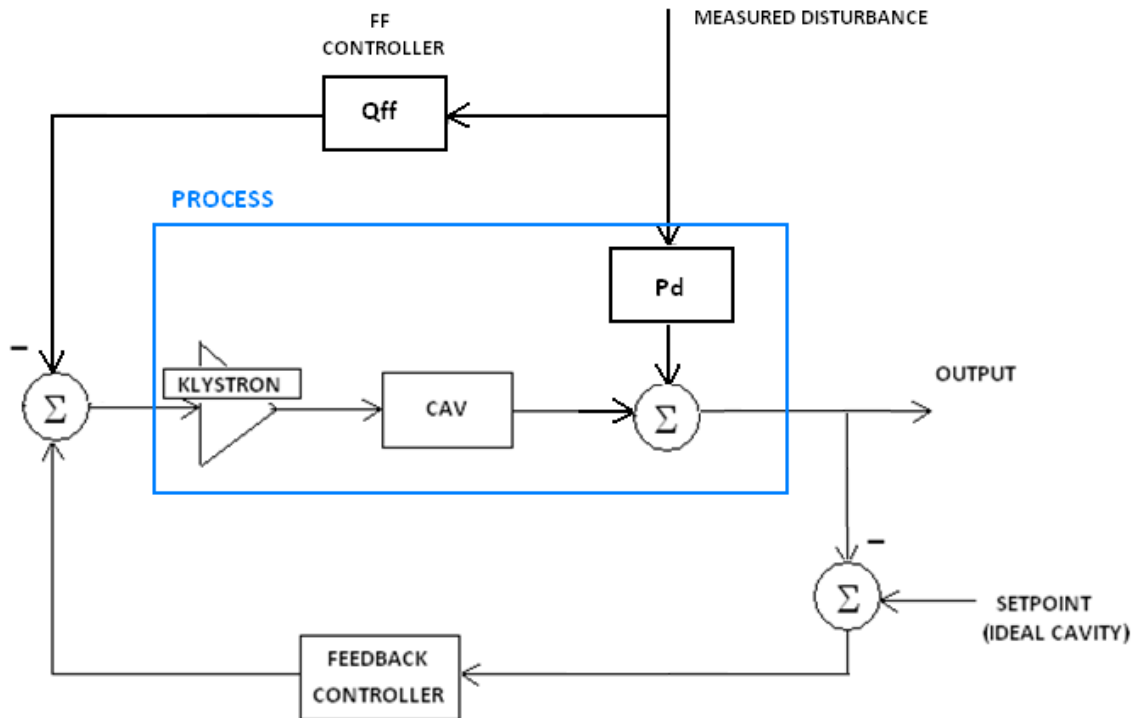 MEASURED DISTURBANCE
FF
CONTROLLER
Qff
PROCESS
Pd
−
KLYSTRON
CAV
Σ
Σ
OUTPUT
−
Σ
SETPOINT
(IDEAL CAVITY)
FEEDBACK
CONTROLLER